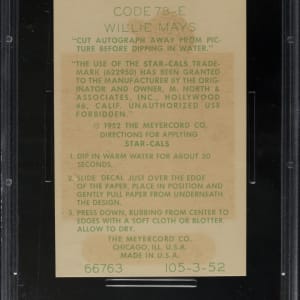 CODE 78-E
WILLIE MAYS
"CUT AUTOGRAPH AWAY FROM PIC-
TURE BEFORE DIPPING IN WATER."
"THE USE OF THE STAR-CALS TRADE-
MARK (622950) HAS BEEN GRANTED
TO THE MANUFACTURER BY THE ORI-
GINATOR AND OWNER, M. NORTH &
ASSOCIATES, INC., HOLLYWOOD
46, CALIF. UNAUTHORIZED USE
FORBIDDEN."
© 1952 THE MEYERCORD CO.
DIRECTIONS FOR APPLYING
STAR-CALS
1. DIP IN WARM WATER FOR ABOUT 20
SECONDS.
2. SLIDE DECAL JUST OVER THE EDGE
OF THE PAPER, PLACE IN POSITION AND
GENTLY PULL PAPER FROM UNDERNEATH
THE DESIGN.
3. PRESS DOWN, RUBBING FROM CENTER TO
EDGES WITH A SOFT CLOTH OR BLOTTER
ALLOW TO DRY.
THE MEYERCORD CO.
CHICAGO, ILL. U.S.A.
MADE IN U.S.A.
66763 105-3-52